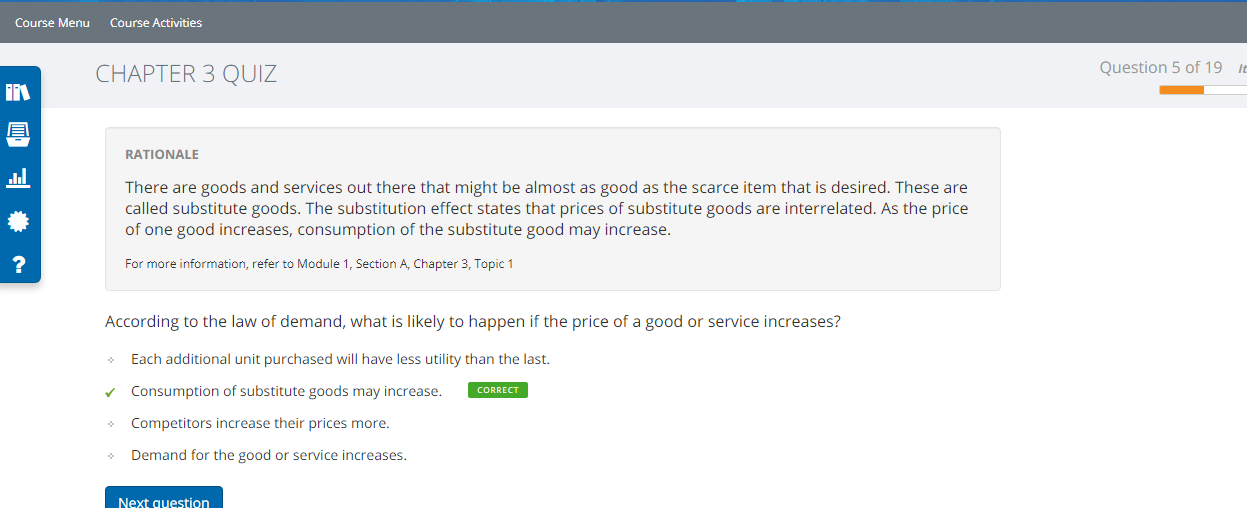 Course Menu Course Activities
CHAPTER 3 QUIZ
Question 5 of 19 It
RATIONALE
There are goods and services out there that might be almost as good as the scarce item that is desired. These are
called substitute goods. The substitution effect states that prices of substitute goods are interrelated. As the price
of one good increases, consumption of the substitute good may increase.
For more information, refer to Module 1, Section A, Chapter 3, Topic 1
According to the law of demand, what is likely to happen if the price of a good or service increases?
Each additional unit purchased will have less utility than the last.
Consumption of substitute goods may increase. CORRECT
Competitors increase their prices more.
Demand for the good or service increases.
Next question
?